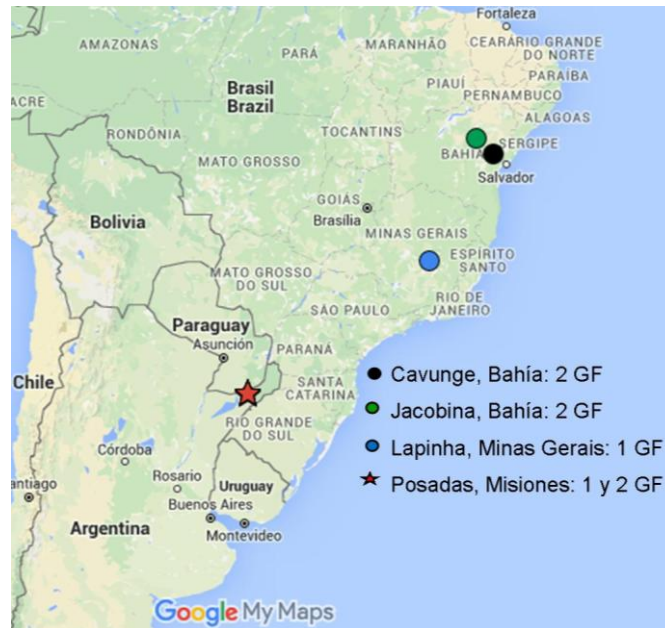 Fortaleza
AMAZONAS
PARÁ
MARANHÃO
CEARÁRIO GRANDE
DO NORTE
PARAÍBA
PIAUÍ
PERNAMBUCO
ACRE
Brasil
Brazil
ALAGOAS
TOCANTINS
RONDÔNIA
SERGIPE
BAHIA
MATO GROSSO
Salvador
GOIÁS
Brasília
Bolivia
MINAS GERAIS
ESPÍRITO
SANTO
MATO GROSSO
DO SUL
RIO DE
JANEIRO
SÃO PAULO
Paraguay
Asunción
PARANÁ
Chile
SANTA
CATARINA
RIO GRANDE
DO SUL
Cavunge, Bahía: 2 GF
Jacobina, Bahía: 2 GF
Lapinha, Minas Gerais: 1 GF
Posadas, Misiones: 1 y 2 GF
Córdoba
Rosario
antiago
Uruguay
Buenos Aires
Argentina
Montevideo
Google My Maps